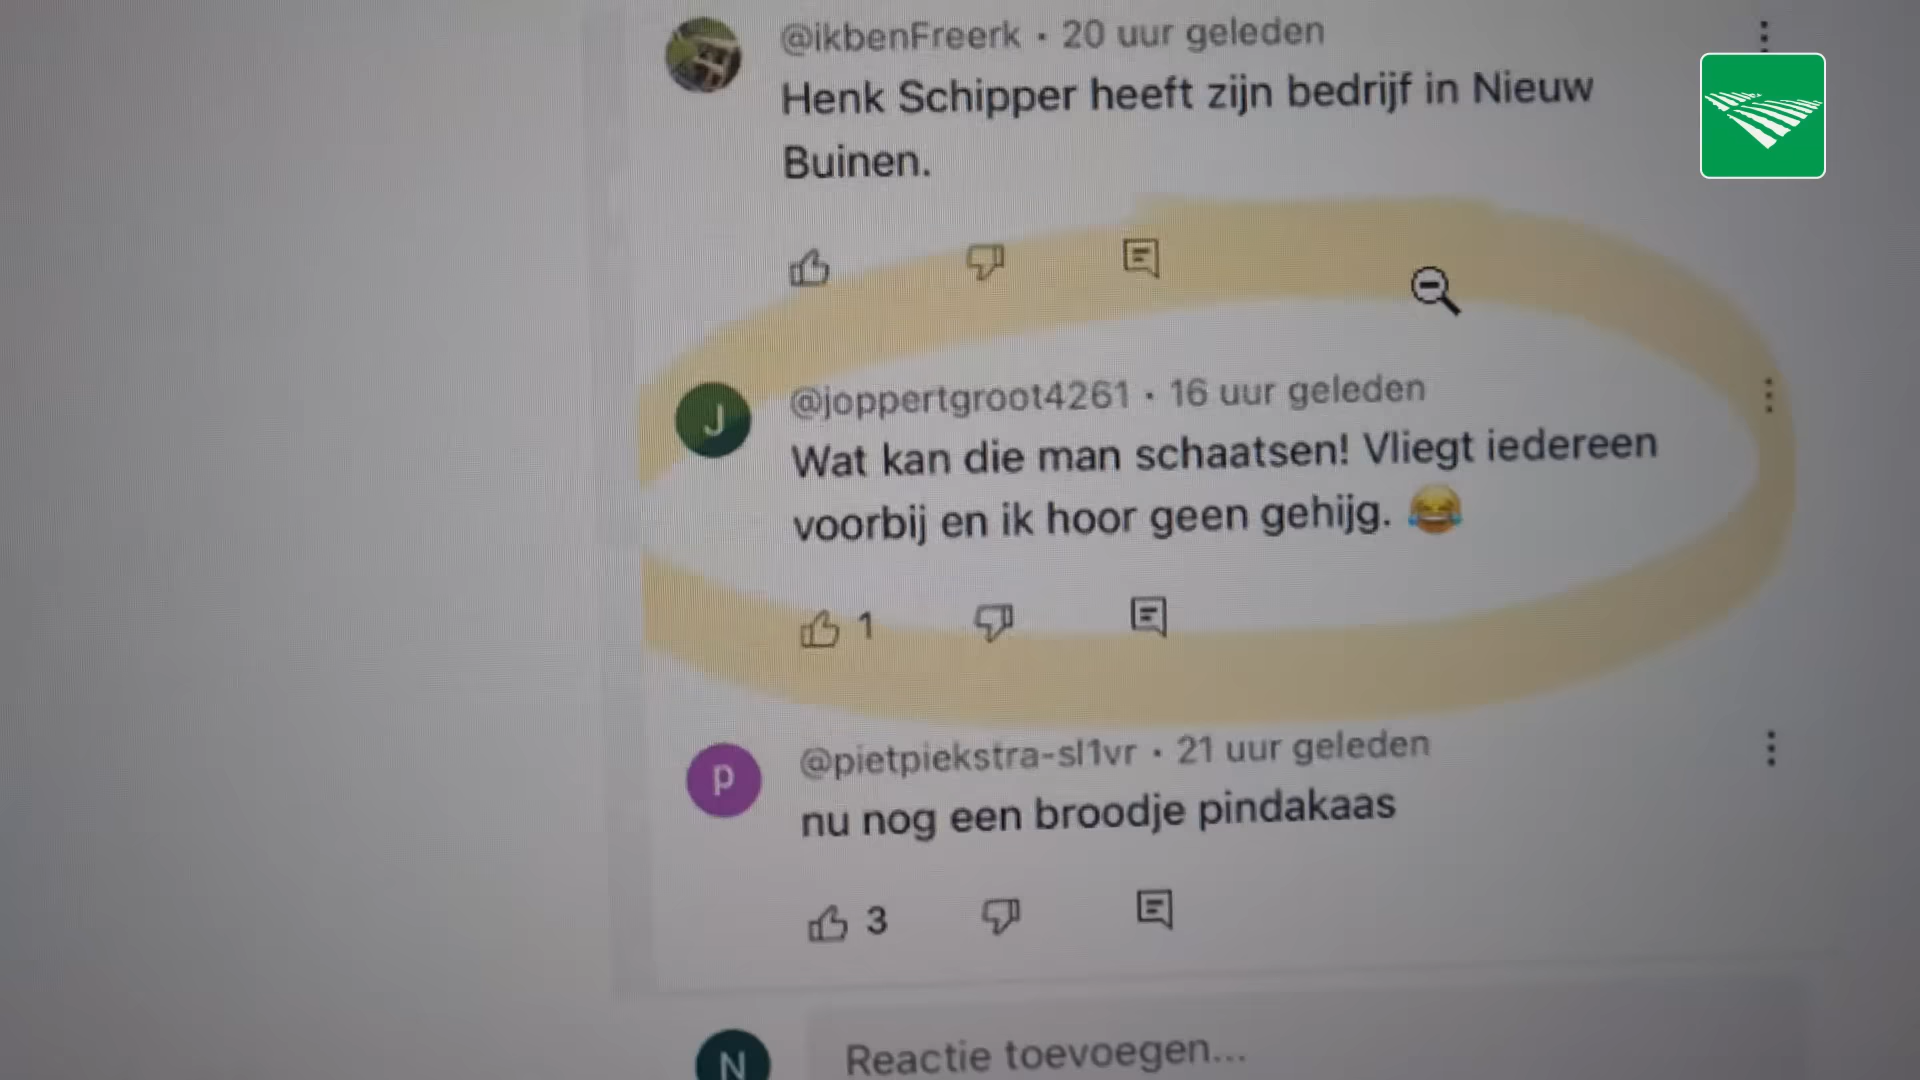 @ikbenFreerk · 20 uur geleden
Henk Schipper heeft zijn bedrijf in Nieuw
Buinen.
J
@joppertgroot4261 · 16 uur geleden
Wat kan die man schaatsen! Vliegt iedereen
voorbij en ik hoor geen gehijg. 😂
1
p
@pietpiekstra-sl1vr · 21 uur geleden
nu nog een broodje pindakaas
3
N
Reactie toevoegen...